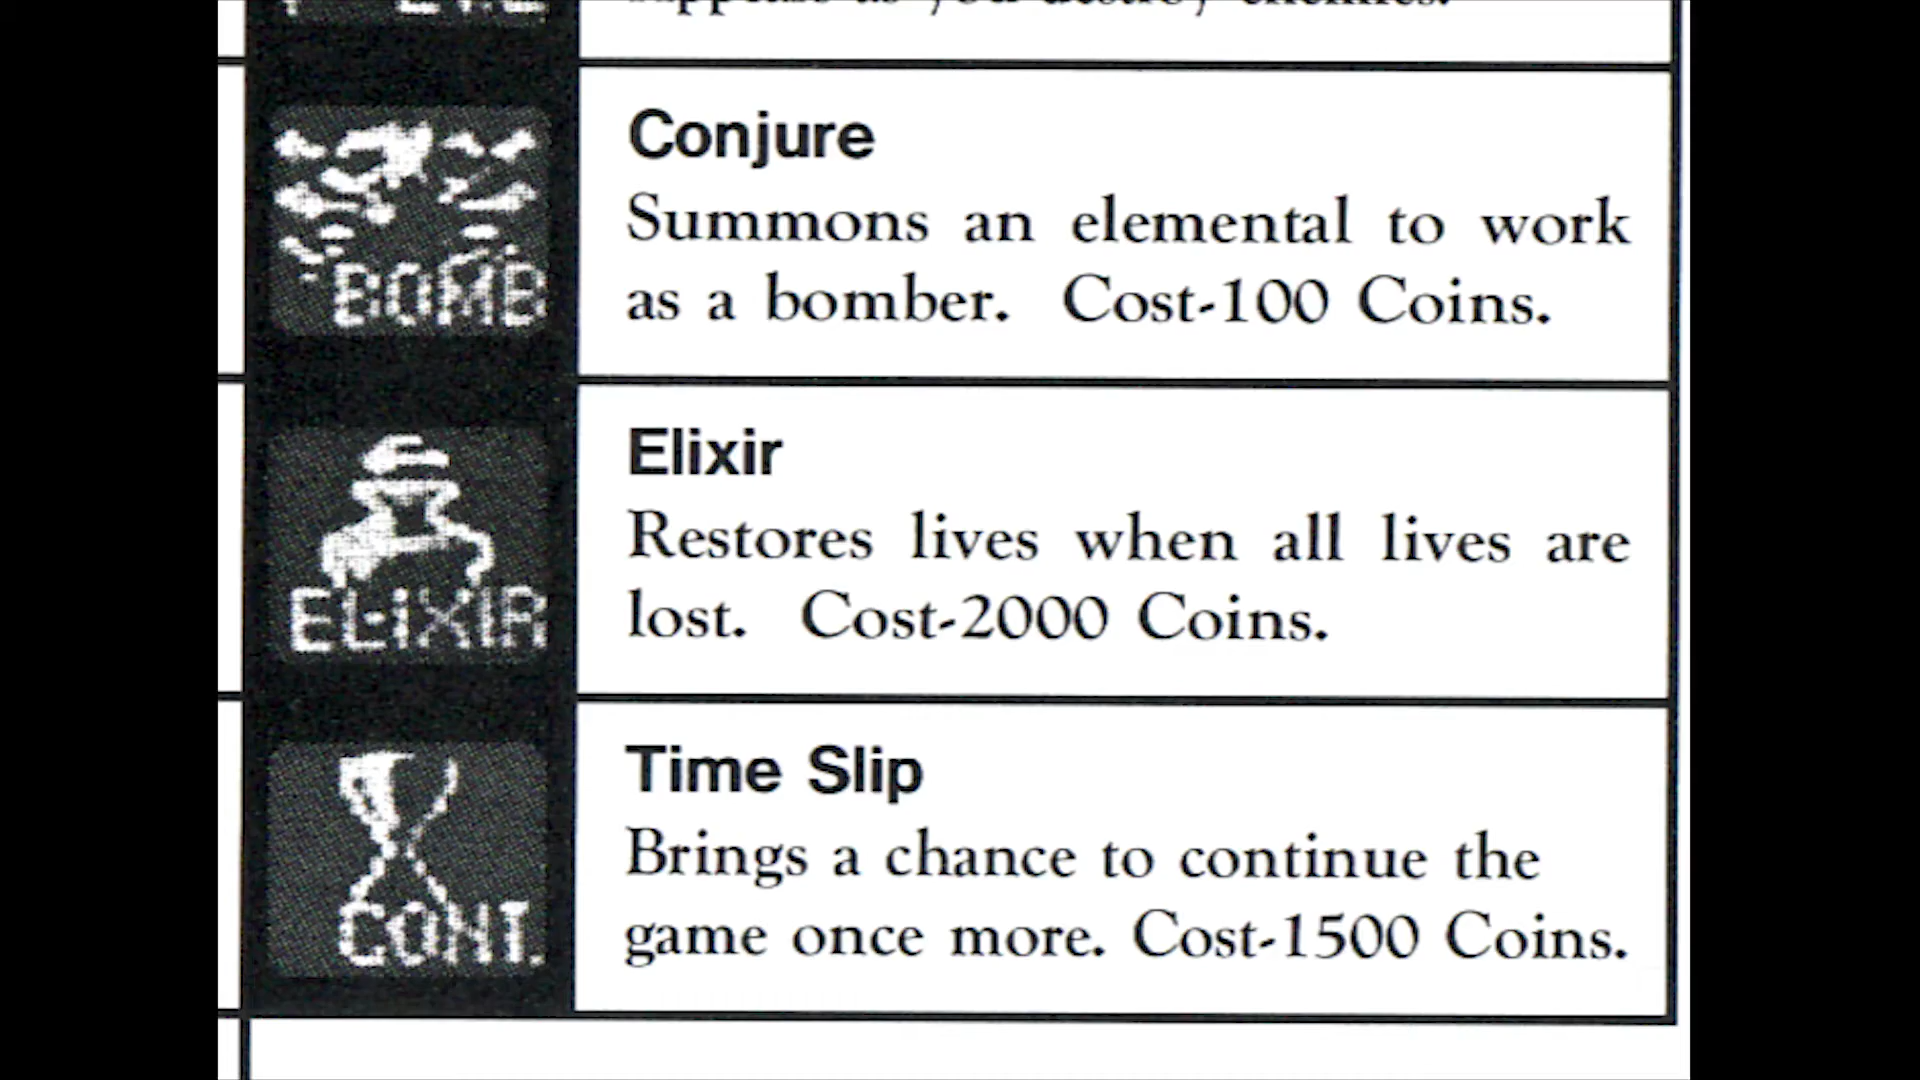 Conjure
BOMB
Summons an elemental to work
as a bomber. Cost-100 Coins.
Elixir
ELIXIR
Restores lives when all lives are
lost. Cost-2000 Coins.
Time Slip
CONT.
Brings a chance to continue the
game once more. Cost-1500 Coins.